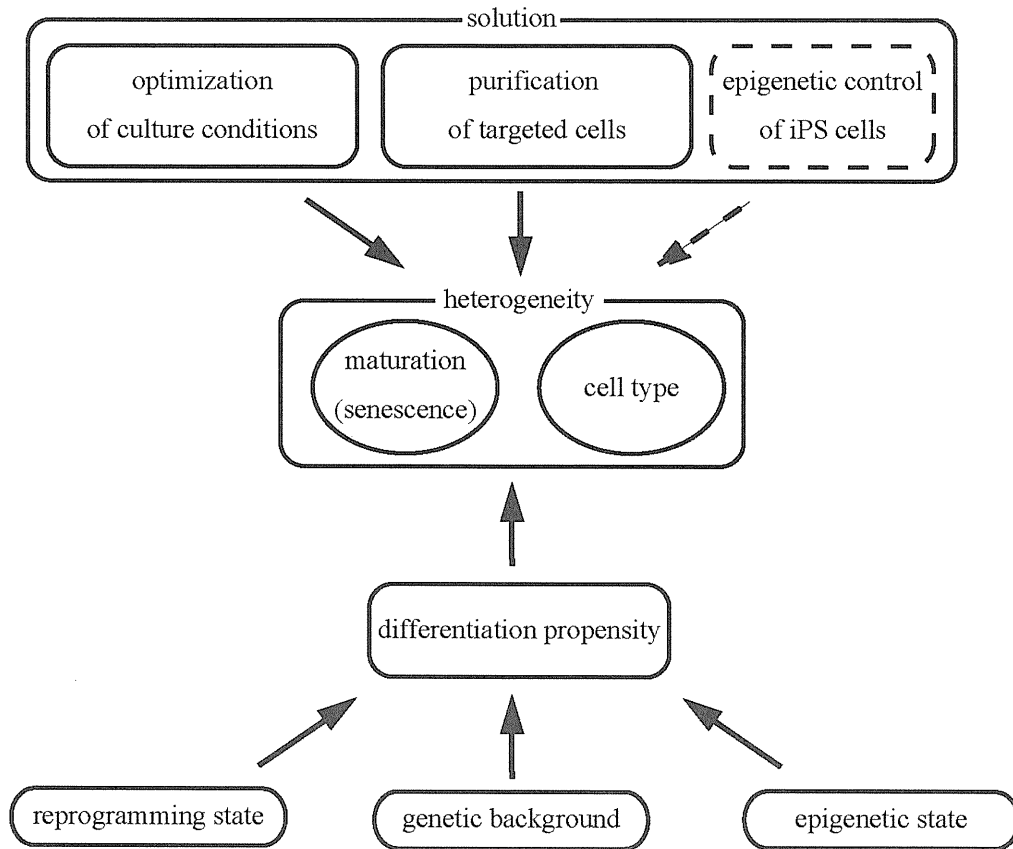 solution
optimization
of culture conditions
purification
of targeted cells
epigenetic control
of iPS cells
heterogeneity
maturation
(senescence)
cell type
differentiation propensity
reprogramming state
genetic background
epigenetic state